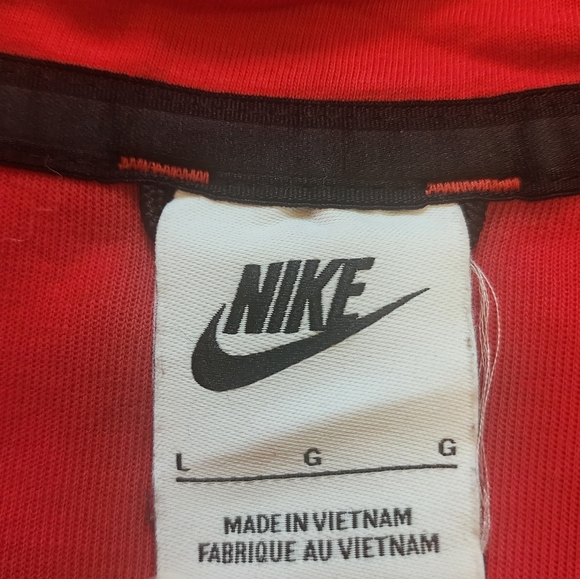 NIKE
L G G
MADE IN VIETNAM
FABRIQUE AU VIETNAM